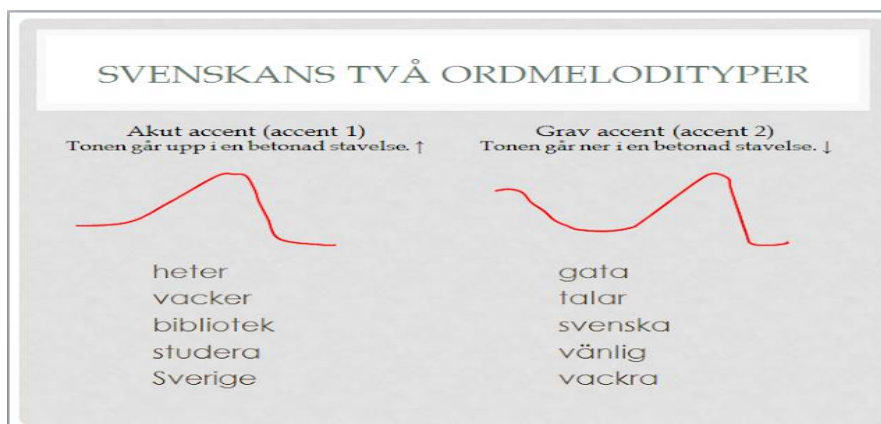 SVENSKANS TVÅ ORDMELODITYPER
Akut accent (accent 1)
Tonen går upp i en betonad stavelse. ↑
heter
vacker
bibliotek
studera
Sverige
Grav accent (accent 2)
Tonen går ner i en betonad stavelse. ↓
gata
talar
svenska
vänlig
vackra